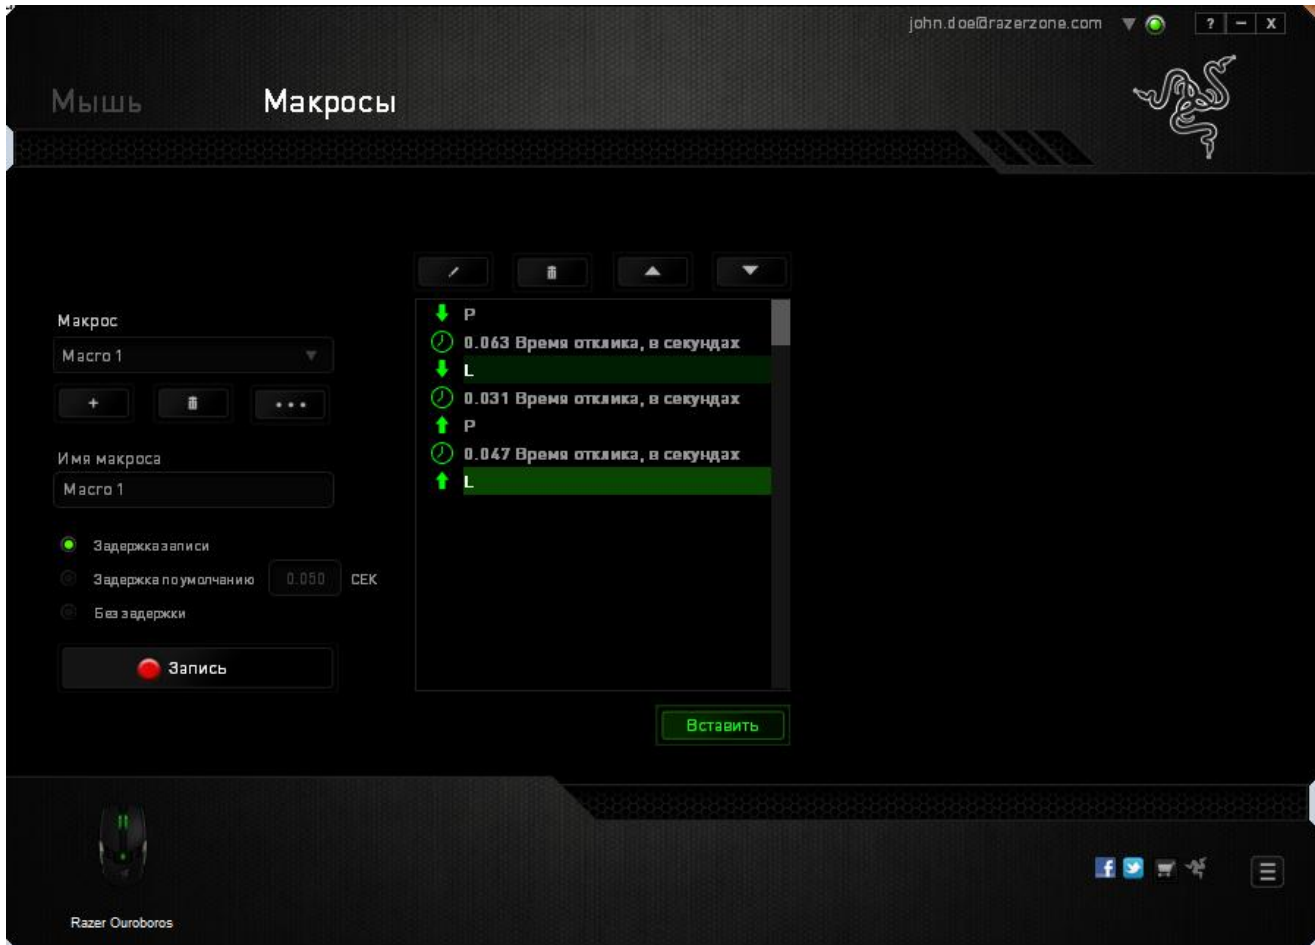 john.doe@razerzone.com
? – X
Мышь
Макросы
Макрос
Macro 1
+
•••
Имя макроса
Macro 1
Задержка записи
Задержка по умолчанию 0.050 СЕК
Без задержки
Запись
P
0.063 Время отклика, в секундах
L
0.031 Время отклика, в секундах
P
0.047 Время отклика, в секундах
L
Вставить
Razer Ouroboros